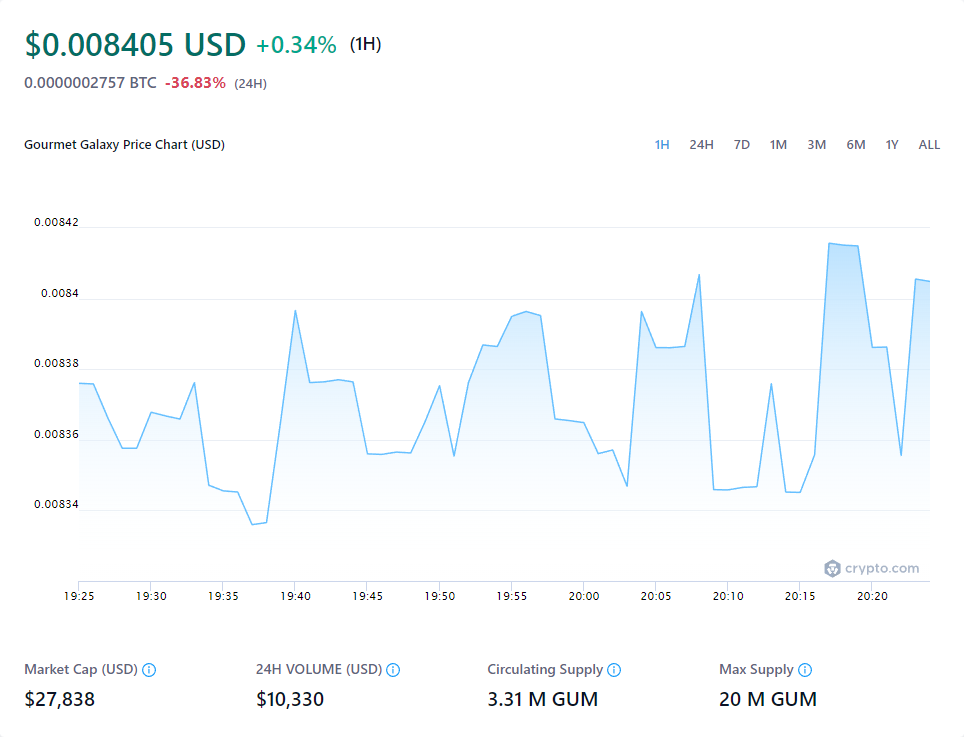 $0.008405 USD +0.34% (1H)
0.0000002757 BTC -36.83% (24H)
Gourmet Galaxy Price Chart (USD) 1H 24H 7D 1M 3M 6M 1Y ALL
0.00842
0.0084
0.00838
0.00836
0.00834
crypto.com
19:25 19:30 19:35 19:40 19:45 19:50 19:55 20:00 20:05 20:10 20:15 20:20
Market Cap (USD) 24H VOLUME (USD) Circulating Supply Max Supply
$27,838 $10,330 3.31 M GUM 20 M GUM